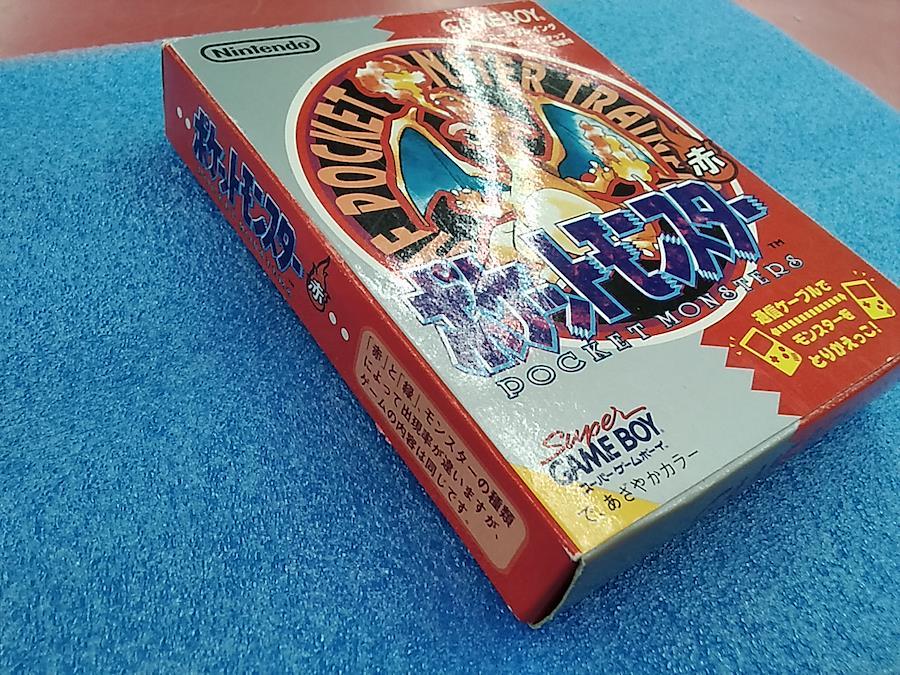 Nintendo
GAME BOY
POCKET MONSTER TRAINE
赤
ポケットモンスター
TM
POCKET MONSTERS
通信ケーブルで
モンスターを
とりかえっこ!
Super
GAME BOY
スーパーゲームボーイ
で、あざやかカラー
ポケットモンスター
赤
「赤」と「緑」モンスターの種類
によって出現率が違いますが、
ゲームの内容は同じです。